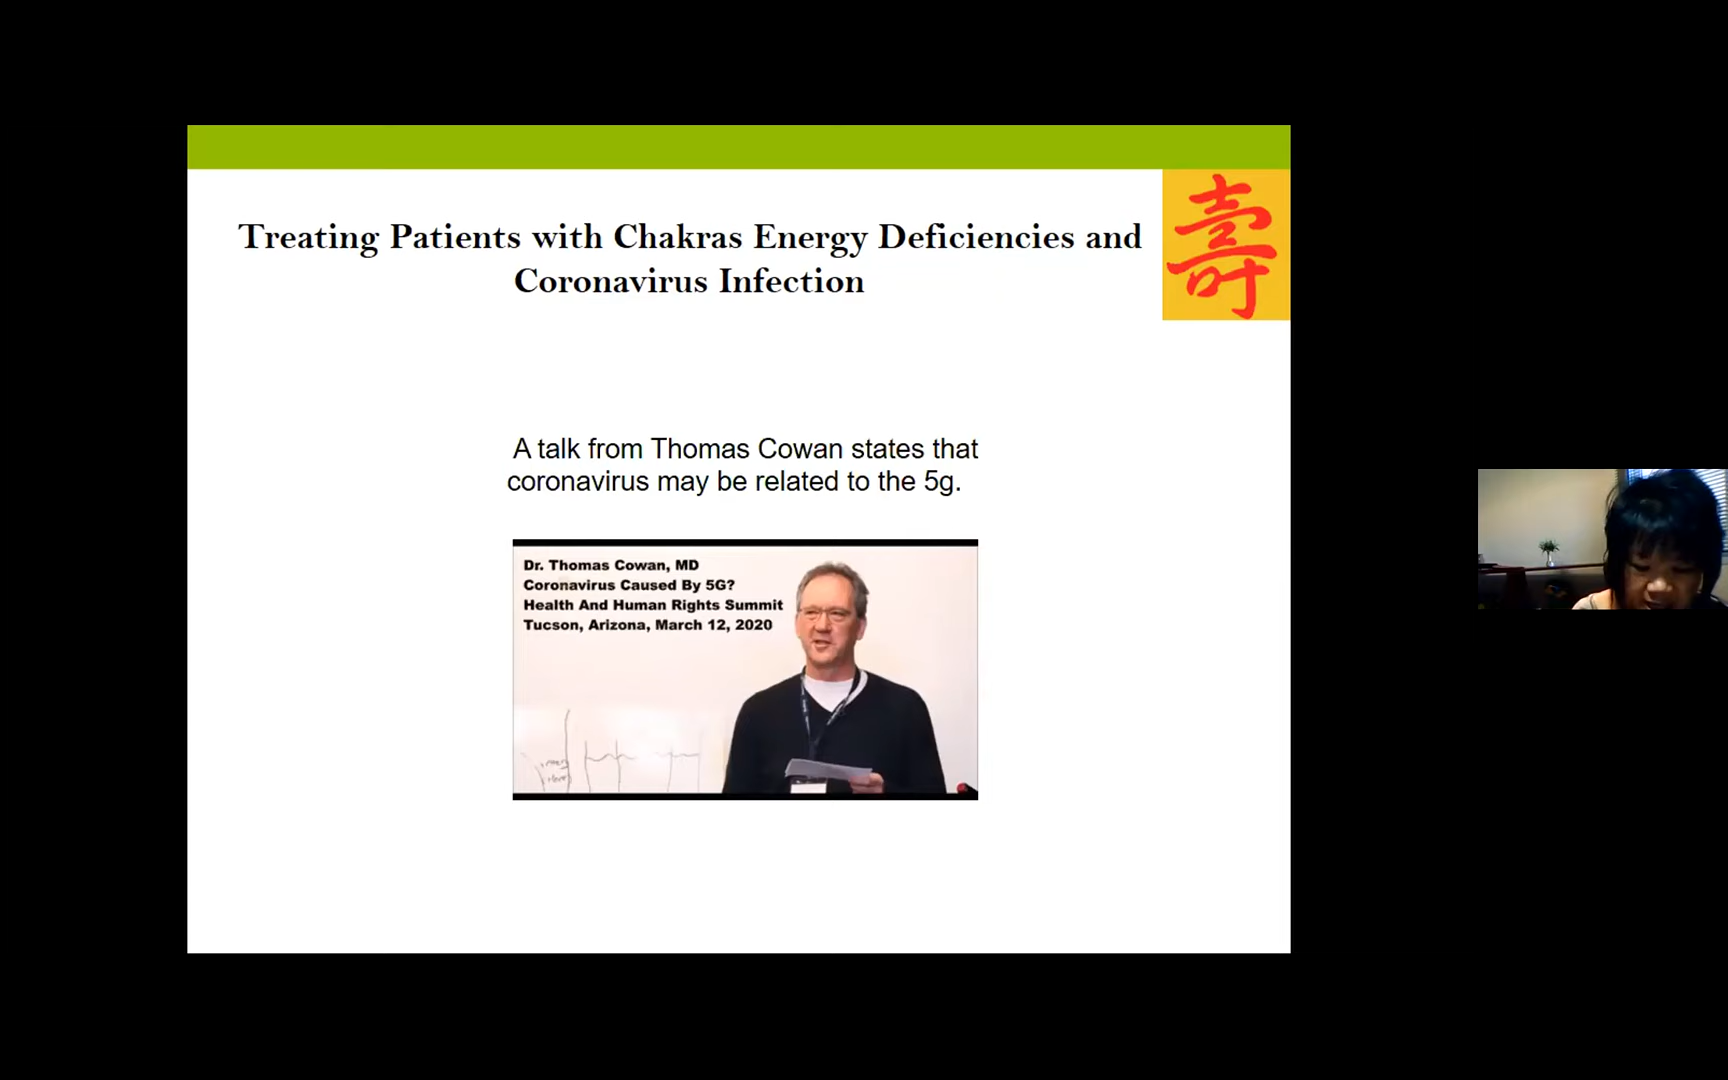 Treating Patients with Chakras Energy Deficiencies and
Coronavirus Infection
壽
A talk from Thomas Cowan states that
coronavirus may be related to the 5g.
Dr. Thomas Cowan, MD
Coronavirus Caused By 5G?
Health And Human Rights Summit
Tucson, Arizona, March 12, 2020